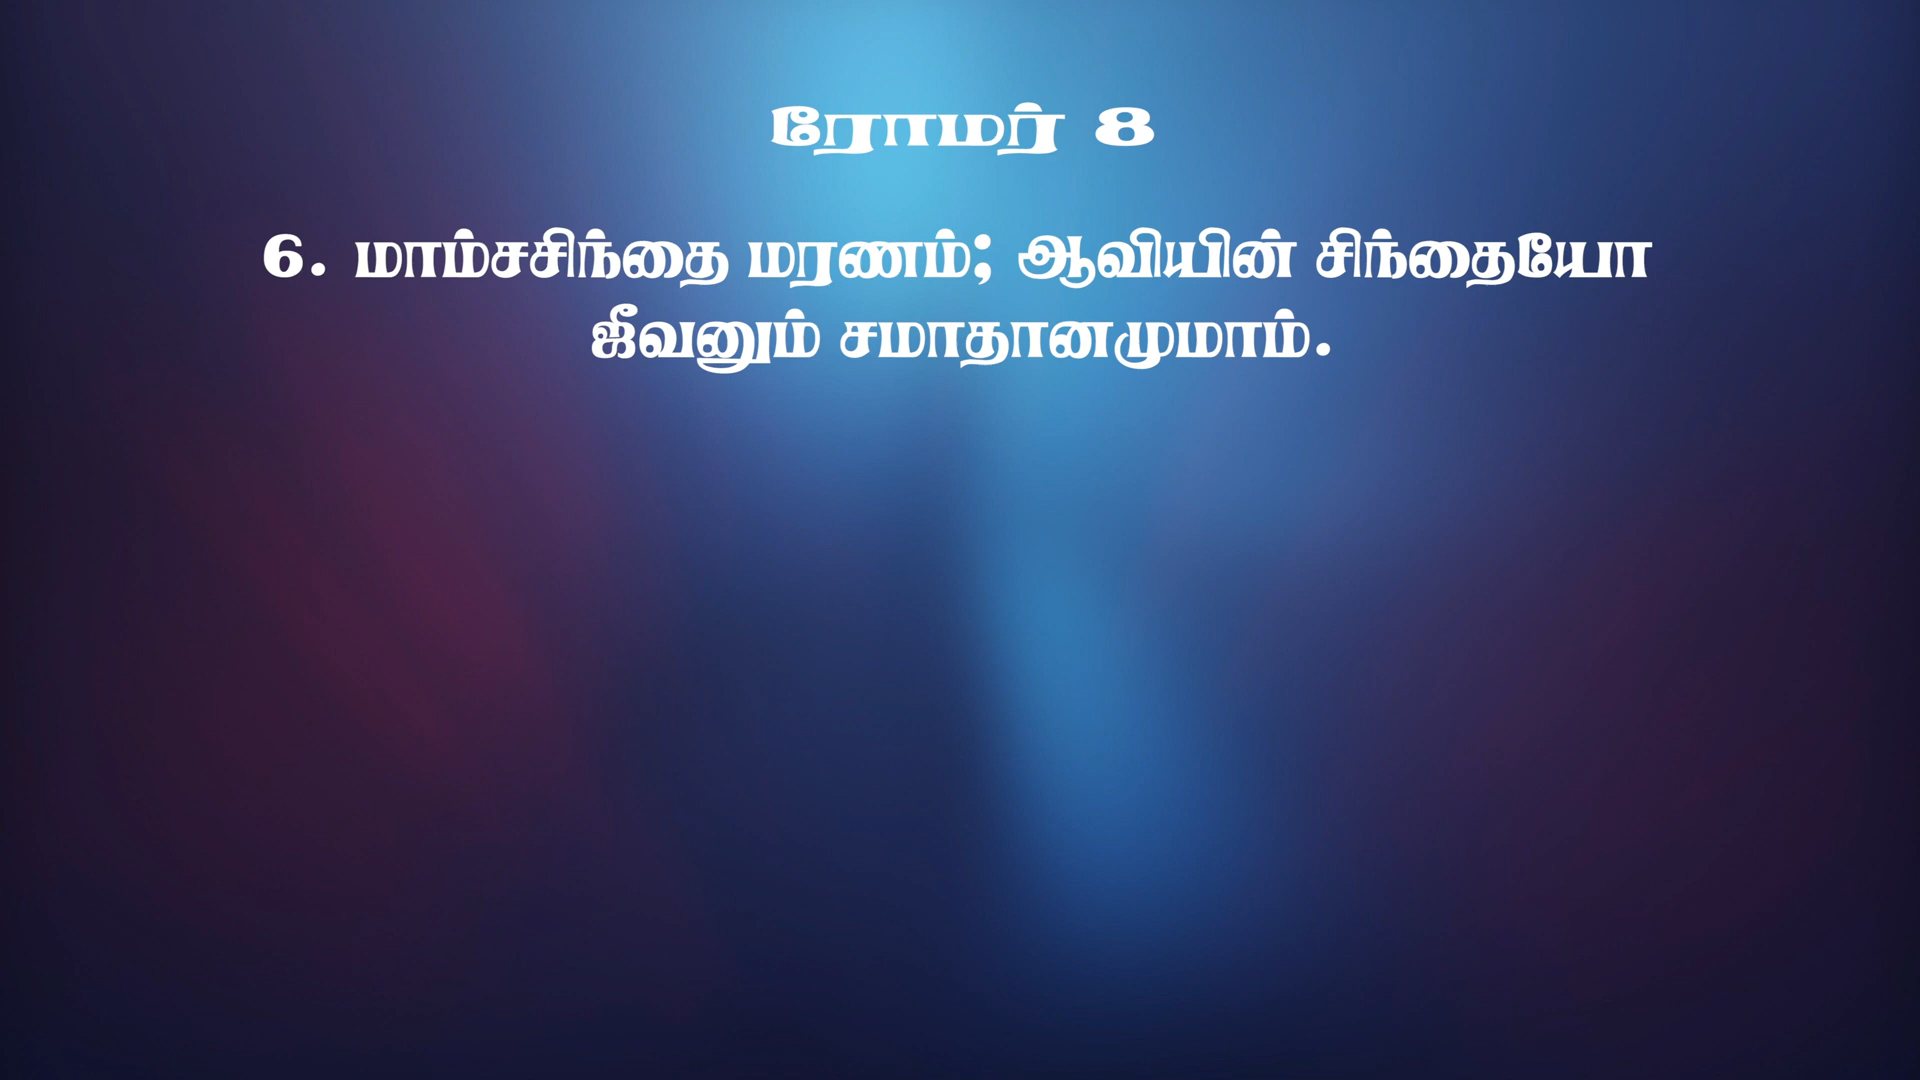 ரோமர் 8
6. மாம்சசிந்தை மரணம்; ஆவியின் சிந்தையோ
ஜீவனும் சமாதானமுமாம்.